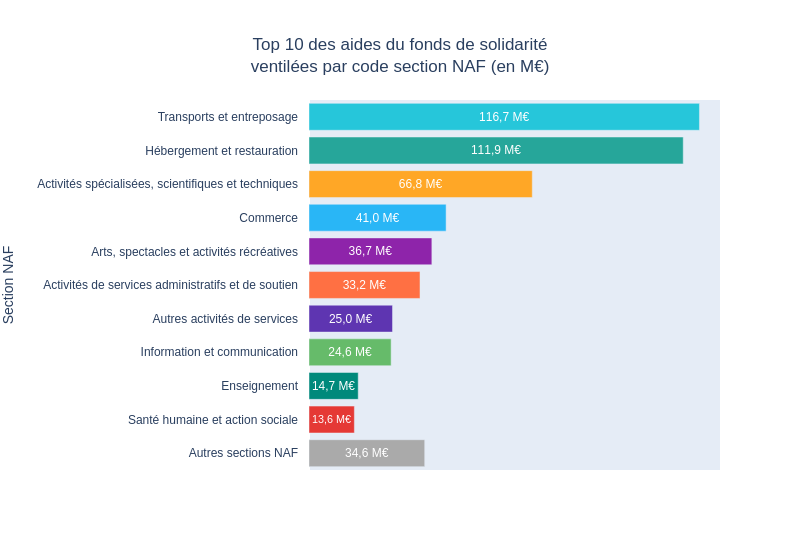 Top 10 des aides du fonds de solidarité
ventilées par code section NAF (en M€)
Section NAF
Transports et entreposage 116,7 M€
Hébergement et restauration 111,9 M€
Activités spécialisées, scientifiques et techniques 66,8 M€
Commerce 41,0 M€
Arts, spectacles et activités récréatives 36,7 M€
Activités de services administratifs et de soutien 33,2 M€
Autres activités de services 25,0 M€
Information et communication 24,6 M€
Enseignement 14,7 M€
Santé humaine et action sociale 13,6 M€
Autres sections NAF 34,6 M€